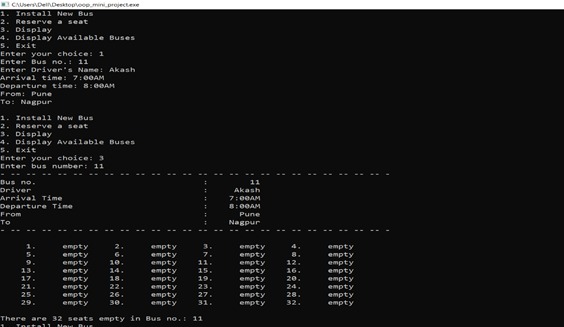 C:\Users\Dell\Desktop\oop_mini_project.exe
1. Install New Bus
2. Reserve a seat
3. Display
4. Display Available Buses
5. Exit
Enter your choice: 1
Enter Bus no.: 11
Enter Driver's Name: Akash
Arrival time: 7:00AM
Departure time: 8:00AM
From: Pune
To: Nagpur
1. Install New Bus
2. Reserve a seat
3. Display
4. Display Available Buses
5. Exit
Enter your choice: 3
Enter bus number: 11
Bus no. : 11
Driver : Akash
Arrival Time : 7:00AM
Departure Time : 8:00AM
From : Pune
To : Nagpur
1. empty 2. empty 3. empty 4. empty
5. empty 6. empty 7. empty 8. empty
9. empty 10. empty 11. empty 12. empty
13. empty 14. empty 15. empty 16. empty
17. empty 18. empty 19. empty 20. empty
21. empty 22. empty 23. empty 24. empty
25. empty 26. empty 27. empty 28. empty
29. empty 30. empty 31. empty 32. empty
There are 32 seats empty in Bus no.: 11
1. Install New Bus